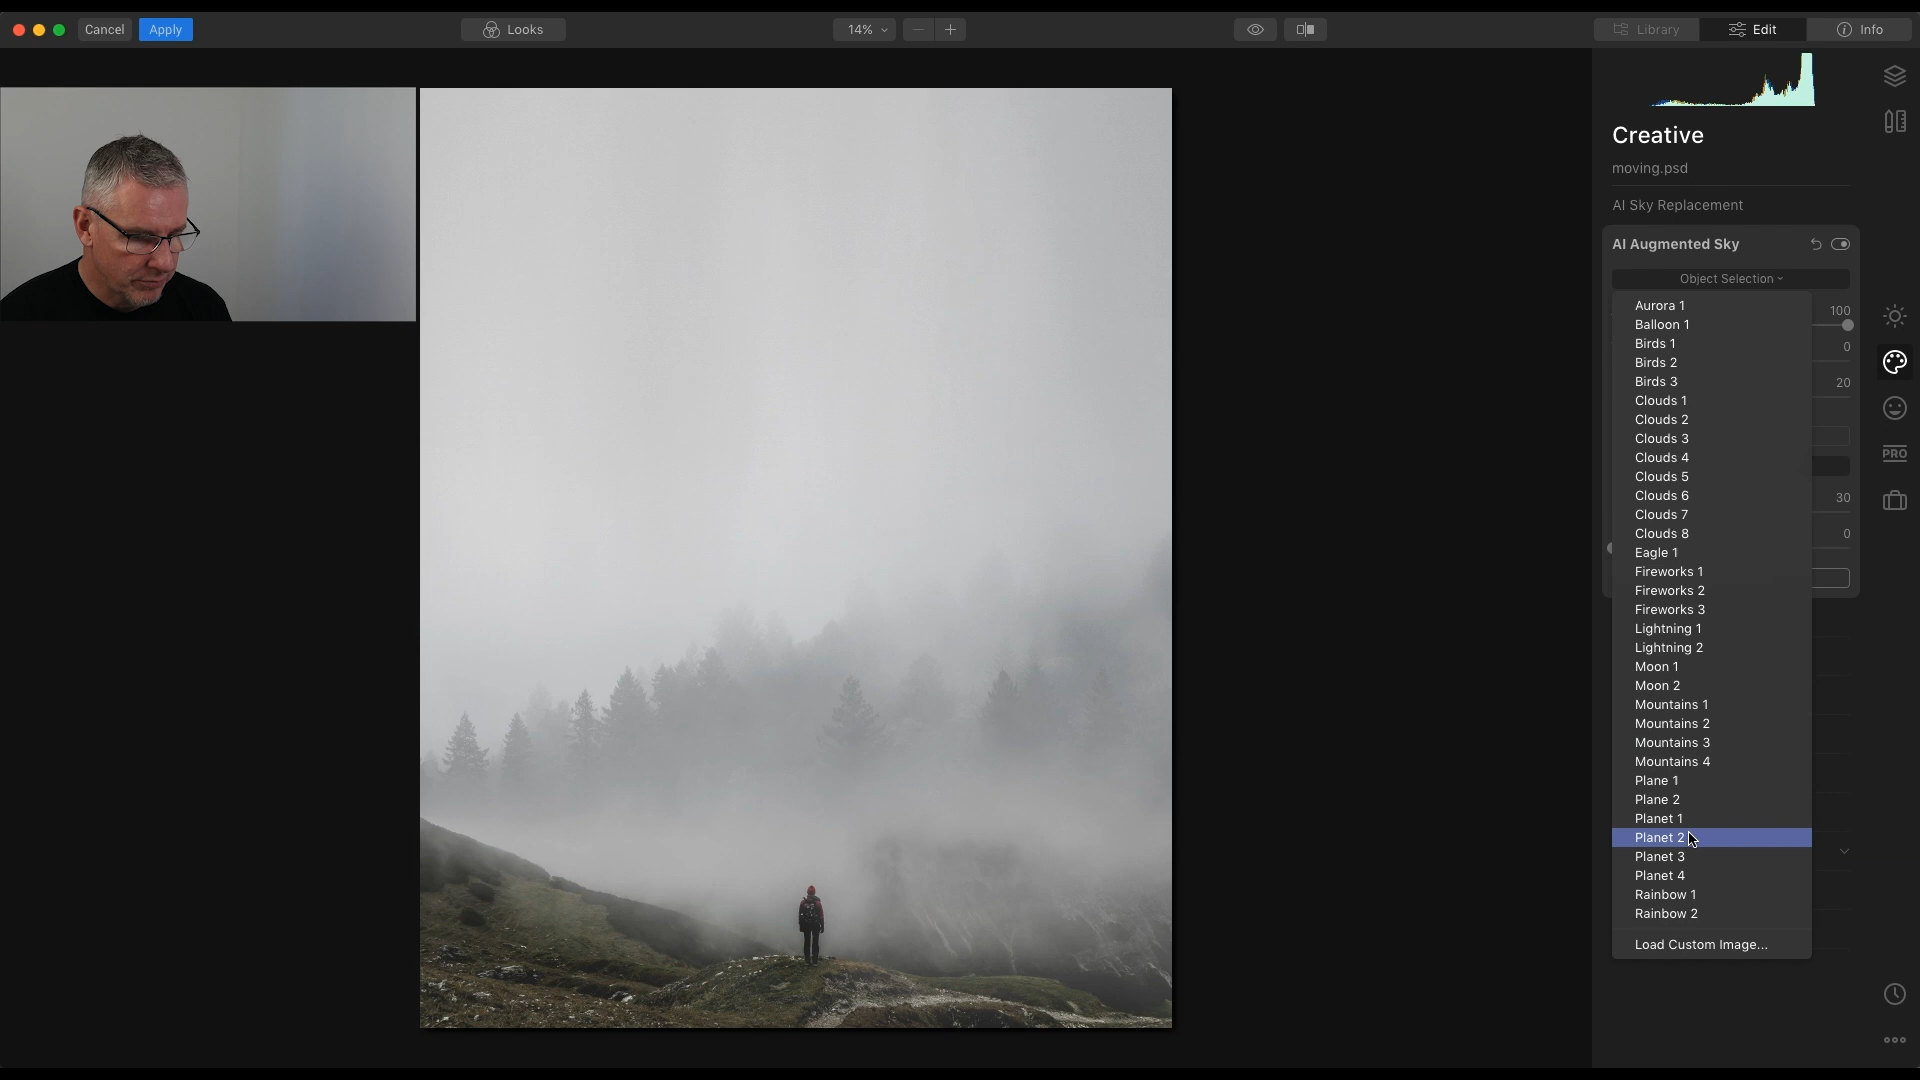 Cancel
Apply
Looks
14%
Library
Edit
Info
Creative
moving.psd
AI Sky Replacement
AI Augmented Sky
Object Selection
100
0
20
30
0
PRO
Aurora 1
Balloon 1
Birds 1
Birds 2
Birds 3
Clouds 1
Clouds 2
Clouds 3
Clouds 4
Clouds 5
Clouds 6
Clouds 7
Clouds 8
Eagle 1
Fireworks 1
Fireworks 2
Fireworks 3
Lightning 1
Lightning 2
Moon 1
Moon 2
Mountains 1
Mountains 2
Mountains 3
Mountains 4
Plane 1
Plane 2
Planet 1
Planet 2
Planet 3
Planet 4
Rainbow 1
Rainbow 2
Load Custom Image...